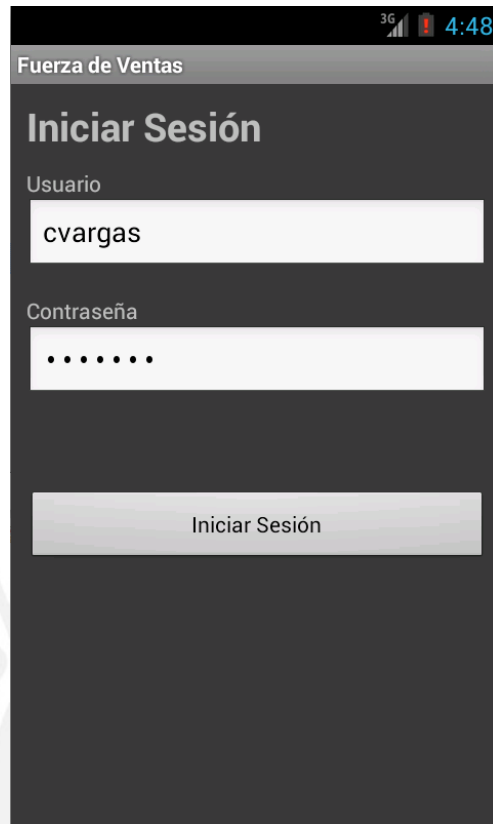 3G 4:48
Fuerza de Ventas
Iniciar Sesión
Usuario
cvargas
Contraseña
•••••••
Iniciar Sesión